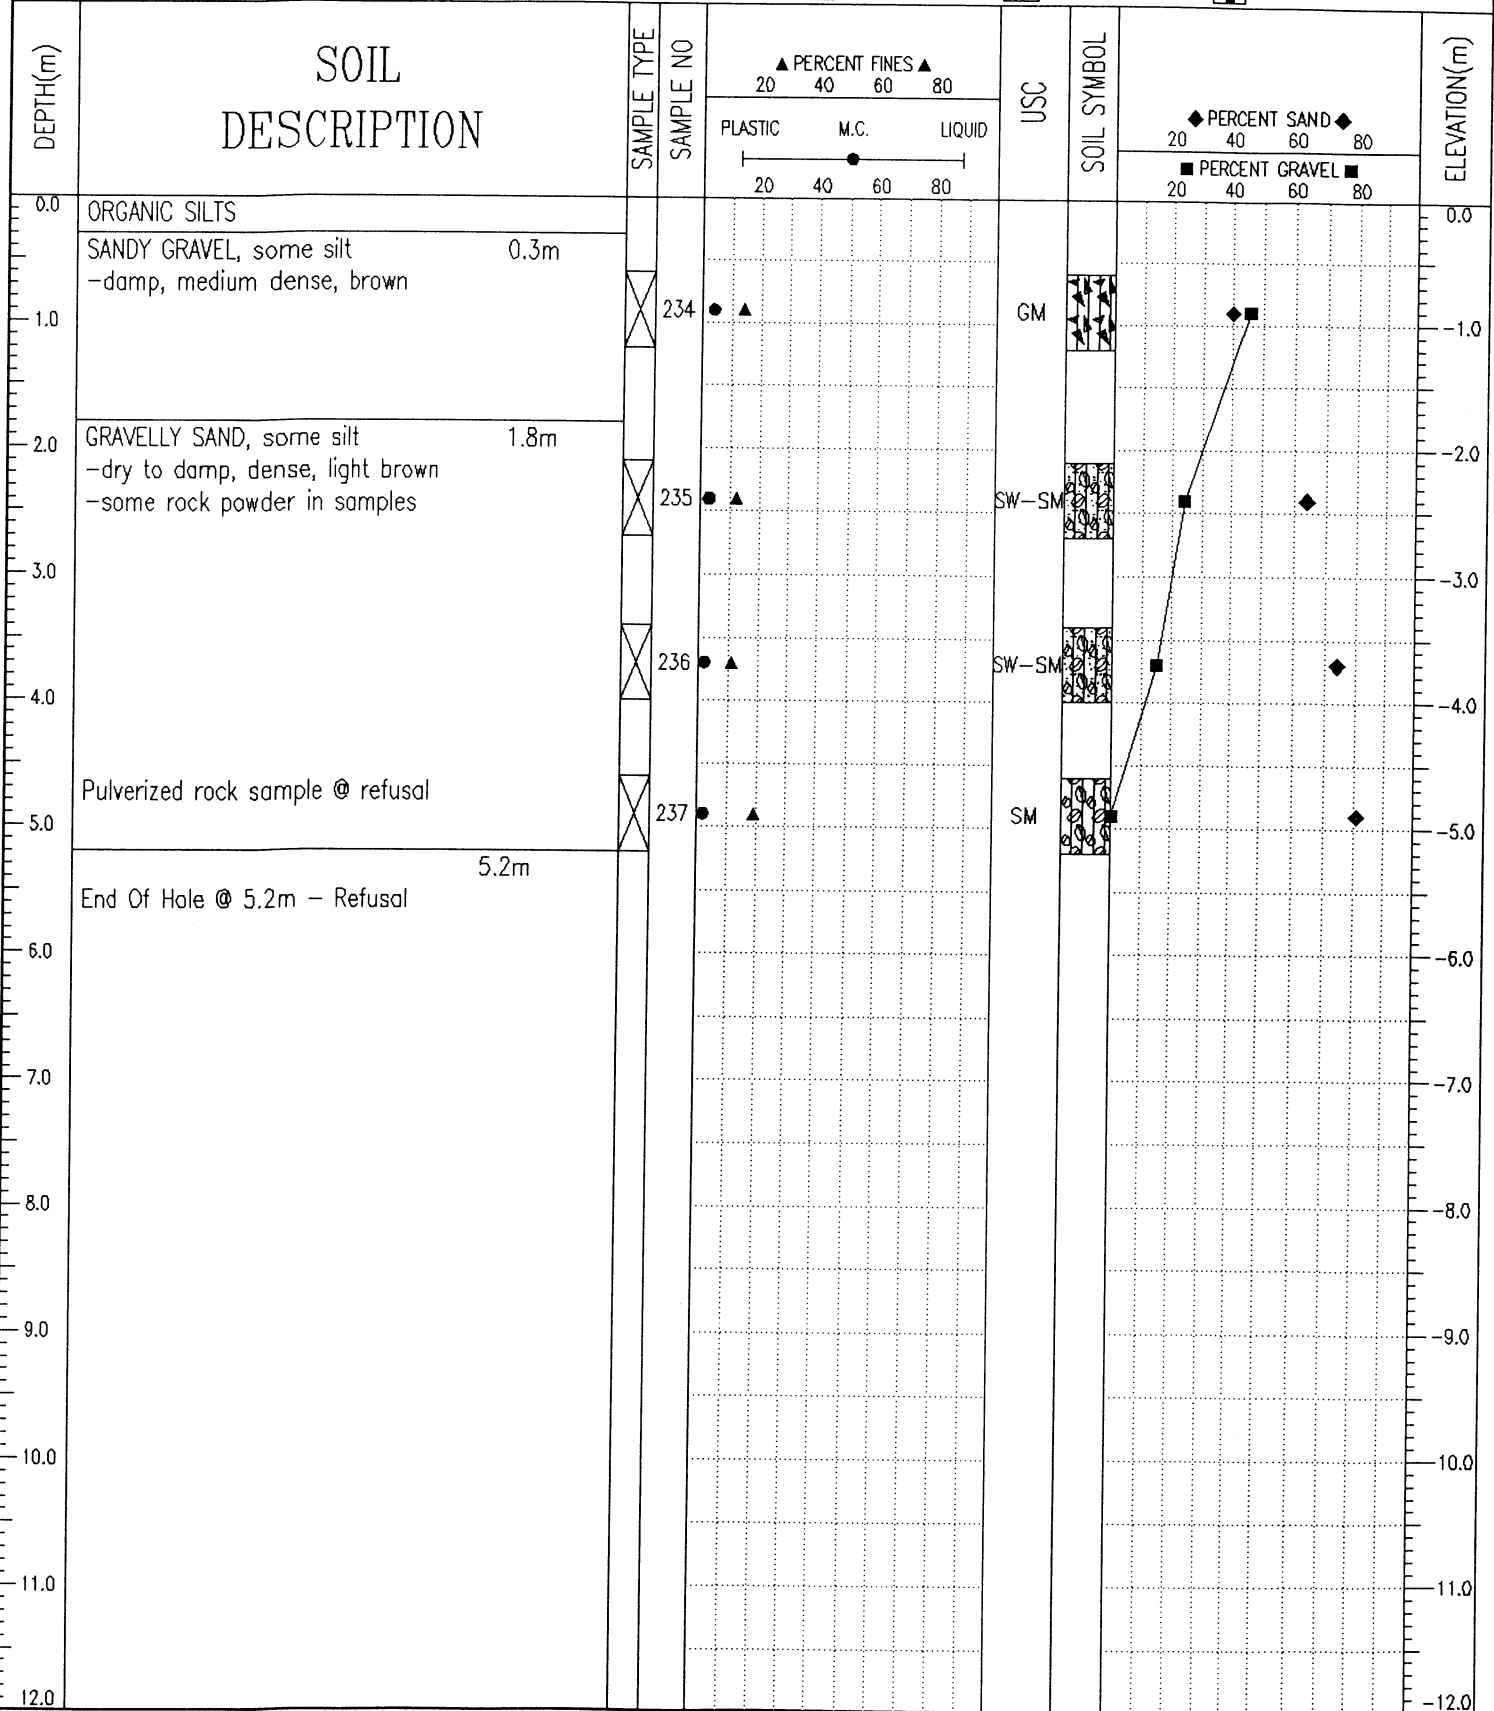 DEPTH(m)
SOIL
DESCRIPTION
SAMPLE TYPE
SAMPLE NO
▲ PERCENT FINES ▲
20 40 60 80
PLASTIC M.C. LIQUID
20 40 60 80
USC
SOIL SYMBOL
◆ PERCENT SAND ◆
20 40 60 80
■ PERCENT GRAVEL ■
20 40 60 80
ELEVATION(m)
0.0
ORGANIC SILTS
0.0
SANDY GRAVEL, some silt 0.3m
-damp, medium dense, brown
1.0
234
GM
-1.0
GRAVELLY SAND, some silt 1.8m
2.0
-2.0
-dry to damp, dense, light brown
-some rock powder in samples
235
SW-SM
3.0
-3.0
236
SW-SM
4.0
-4.0
Pulverized rock sample @ refusal
237
SM
5.0
-5.0
5.2m
End Of Hole @ 5.2m - Refusal
6.0
-6.0
7.0
-7.0
8.0
-8.0
9.0
-9.0
10.0
-10.0
11.0
-11.0
12.0
-12.0